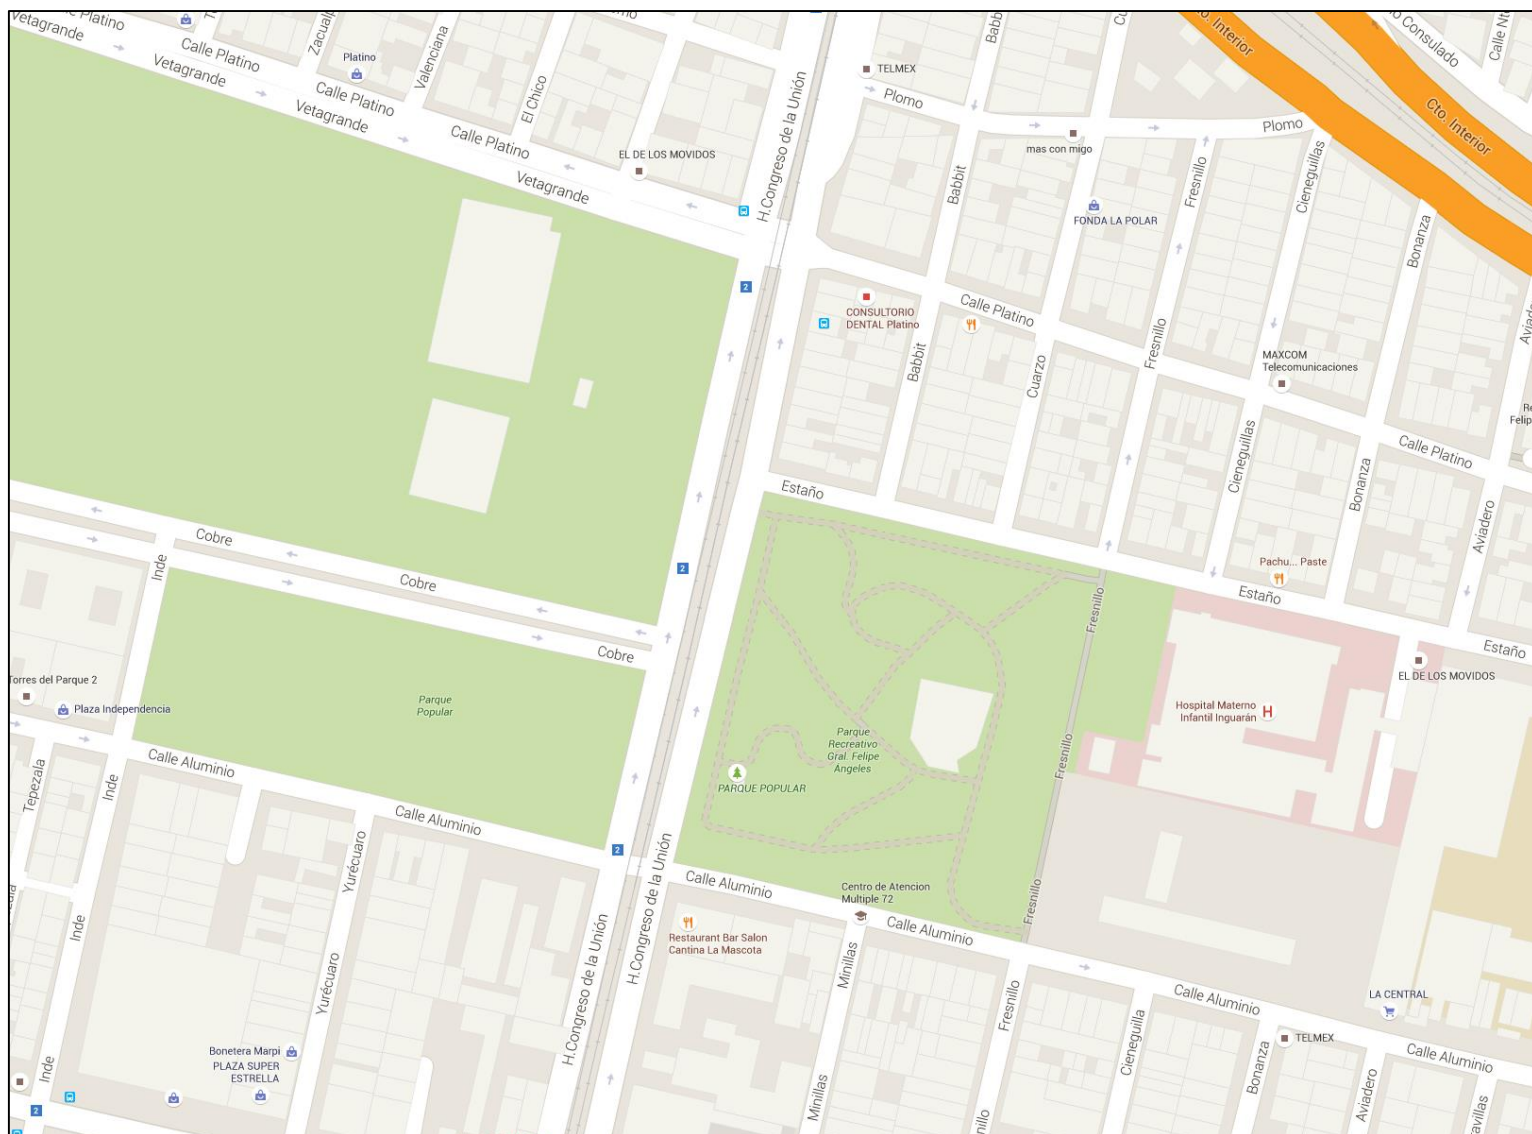 Vetagrande
Calle Platino
Platino
Valenciana
El Chico
H.Congreso de la Unión
TELMEX
Cto. Interior
Vetagrande
Calle Platino
Plomo
Plomo
Cto. Interior
Vetagrande
Calle Platino
EL DE LOS MOVIDOS
mas con migo
Vetagrande
Babbit
FONDA LA POLAR
Fresnillo
Cieneguillas
Bonanza
CONSULTORIO
DENTAL Platino
Calle Platino
Babbit
Cuarzo
Fresnillo
MAXCOM
Telecomunicaciones
2
Cieneguillas
Bonanza
Calle Platino
Aviadero
Estaño
Cobre
Inde
Cobre
2
Pachu... Paste
Estaño
Fresnillo
Estaño
Cobre
EL DE LOS MOVIDOS
Torres del Parque 2
Plaza Independencia
Parque
Popular
Hospital Materno
Infantil Inguarán
H
Parque
Recreativo
Gral. Felipe
Angeles
PARQUE POPULAR
Fresnillo
Calle Aluminio
Tepezala
Inde
Calle Aluminio
Yurécuaro
2
H.Congreso de la Unión
Calle Aluminio
Centro de Atencion
Multiple 72
Fresnillo
Calle Aluminio
Restaurant Bar Salon
Cantina La Mascota
Inde
H.Congreso de la Unión
Yurécuaro
Minillas
Fresnillo
Calle Aluminio
LA CENTRAL
Cieneguilla
Bonanza
TELMEX
Calle Aluminio
Bonetera Marpi
PLAZA SUPER
ESTRELLA
Inde
2
Minillas
Aviadero